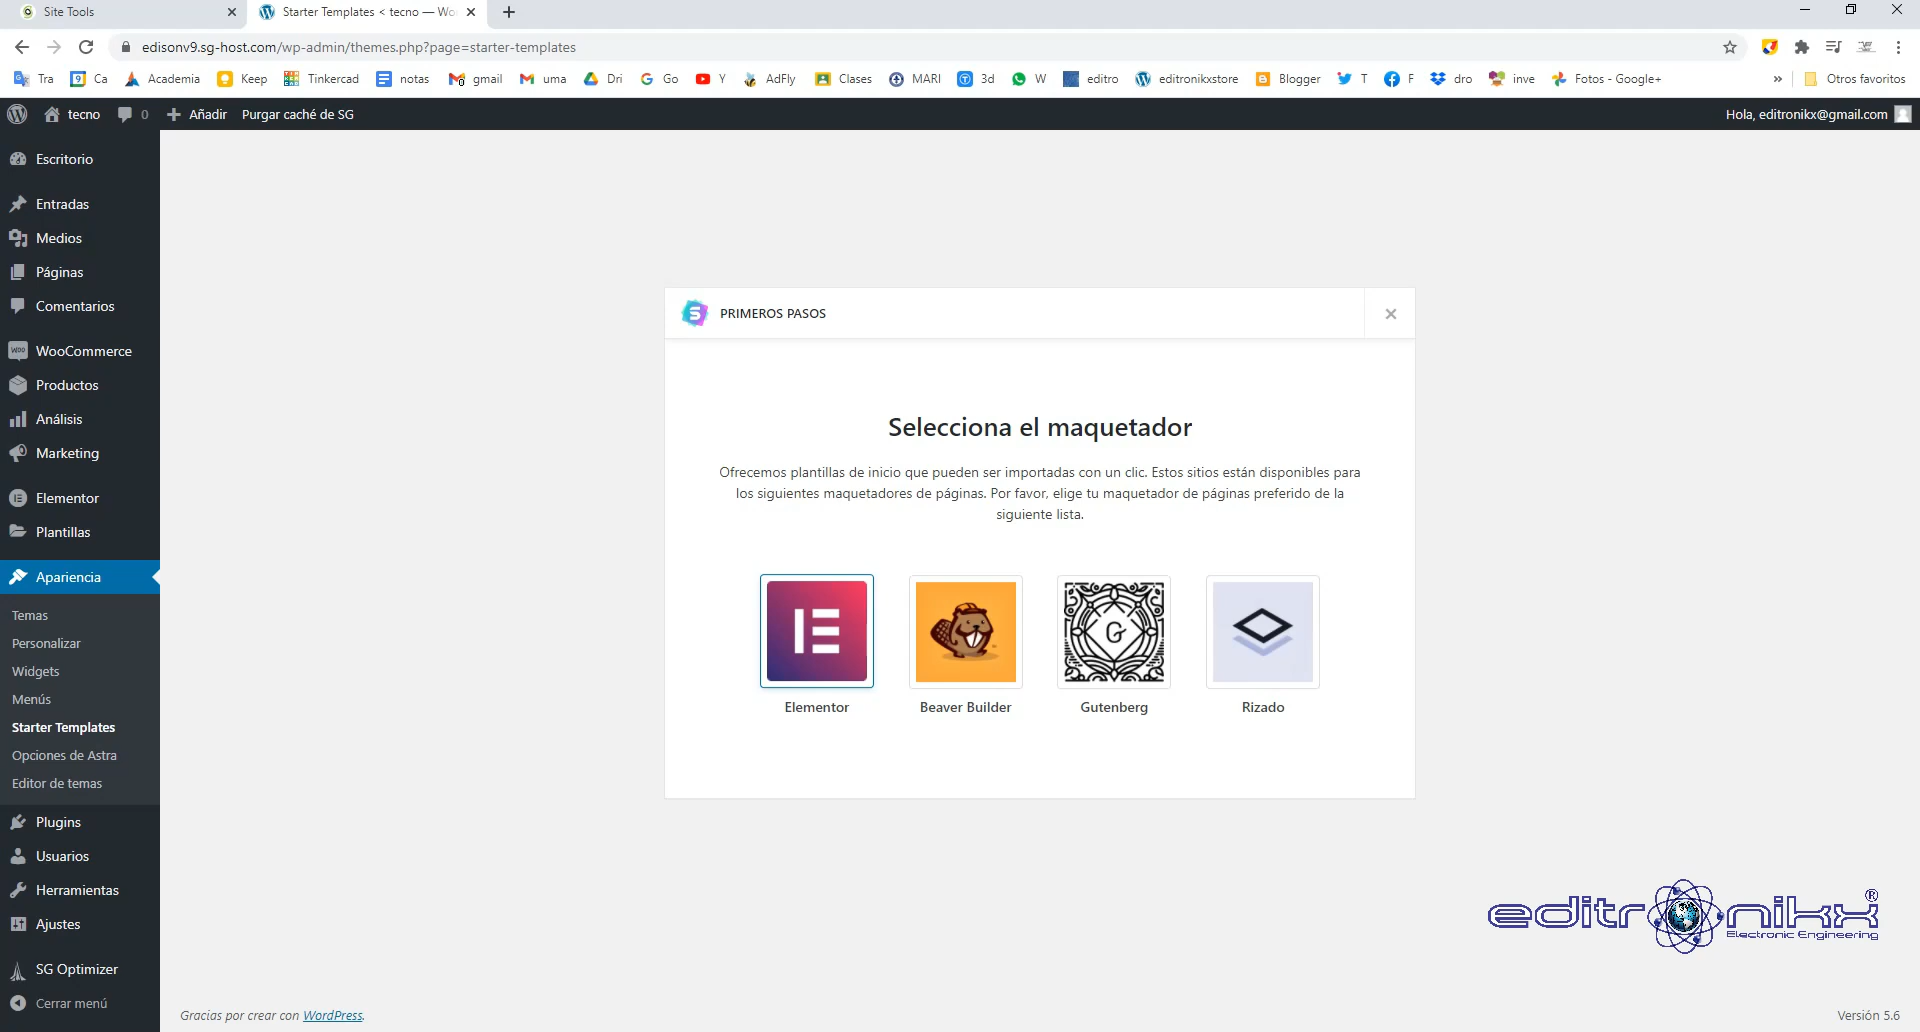 Site Tools
Starter Templates < tecno — Wo
edisonv9.sg-host.com/wp-admin/themes.php?page=starter-templates
Tra
Ca
Academia
Keep
Tinkercad
notas
gmail
uma
Dri
Go
Y
AdFly
Clases
MARI
3d
W
editro
editronikxstore
Blogger
T
F
dro
inve
Fotos - Google+
»
Otros favoritos
tecno
0
Añadir
Purgar caché de SG
Hola, editronikx@gmail.com
Escritorio
Entradas
Medios
Páginas
Comentarios
WooCommerce
Productos
Análisis
Marketing
Elementor
Plantillas
Apariencia
Temas
Personalizar
Widgets
Menús
Starter Templates
Opciones de Astra
Editor de temas
Plugins
Usuarios
Herramientas
Ajustes
SG Optimizer
Cerrar menú
PRIMEROS PASOS
Selecciona el maquetador
Ofrecemos plantillas de inicio que pueden ser importadas con un clic. Estos sitios están disponibles para
los siguientes maquetadores de páginas. Por favor, elige tu maquetador de páginas preferido de la
siguiente lista.
Elementor
Beaver Builder
G
Gutenberg
Rizado
editronikx®
Electronic Engineering
Gracias por crear con WordPress.
Versión 5.6